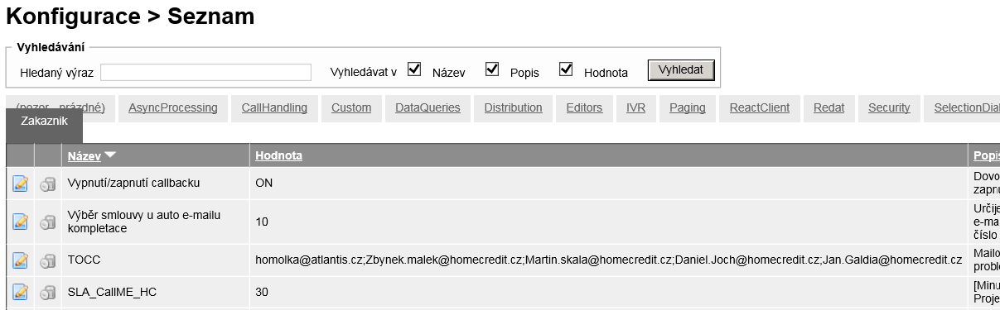 Konfigurace > Seznam
Vyhledávání
Hledaný výraz Vyhledávat v Název Popis Hodnota Vyhledat
(pozor - prázdné) AsyncProcessing CallHandling Custom DataQueries Distribution Editors IVR Paging ReactClient Redat Security SelectionDia
Zakaznik
Název Hodnota Popis
Vypnutí/zapnutí callbacku ON Dovo
zapnu
Výběr smlouvy u auto e-mailu
kompletace 10 Určije
e-ma
číslo
TOCC homolka@atlantis.cz;Zbynek.malek@homecredit.cz;Martin.skala@homecredit.cz;Daniel.Joch@homecredit.cz;Jan.Galdia@homecredit.cz Mailo
proble
SLA_CallME_HC 30 [Minu
Proje